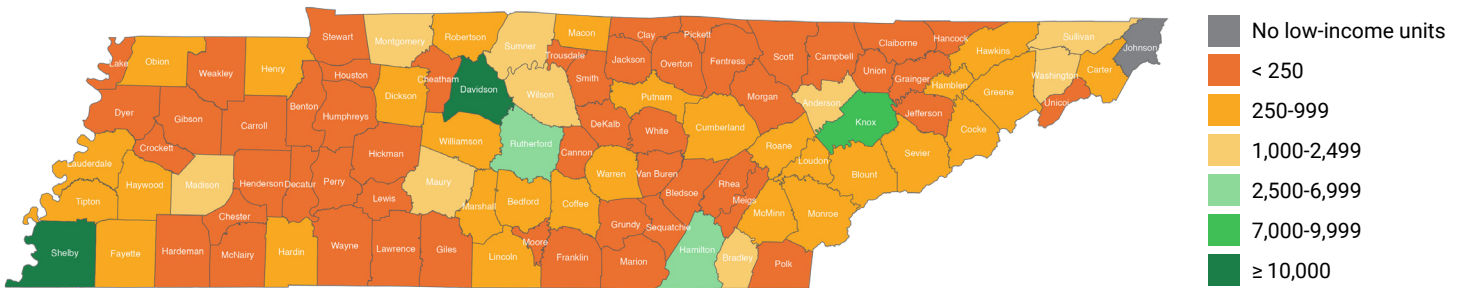 Stewart
Montgomery
Robertson
Sumner
Macon
Clay
Pickett
Scott
Campbell
Claiborne
Hancock
Hawkins
Sullivan
Johnson
Lake
Obion
Weakley
Henry
Houston
Cheatham
Davidson
Wilson
Trousdale
Smith
Jackson
Overton
Fentress
Morgan
Anderson
Union
Grainger
Hamblen
Greene
Washington
Carter
Unicoi
Dyer
Gibson
Carroll
Benton
Humphreys
Dickson
Williamson
Rutherford
Cannon
DeKalb
Putnam
White
Cumberland
Roane
Knox
Jefferson
Cocke
Sevier
Lauderdale
Crockett
Haywood
Madison
Henderson
Decatur
Perry
Hickman
Lewis
Maury
Marshall
Bedford
Coffee
Warren
Van Buren
Bledsoe
Rhea
Meigs
Loudon
Blount
McMinn
Monroe
Tipton
Chester
Shelby
Fayette
Hardeman
McNairy
Hardin
Wayne
Lawrence
Giles
Lincoln
Moore
Franklin
Grundy
Marion
Sequatchie
Hamilton
Bradley
Polk
No low-income units
< 250
250-999
1,000-2,499
2,500-6,999
7,000-9,999
≥ 10,000